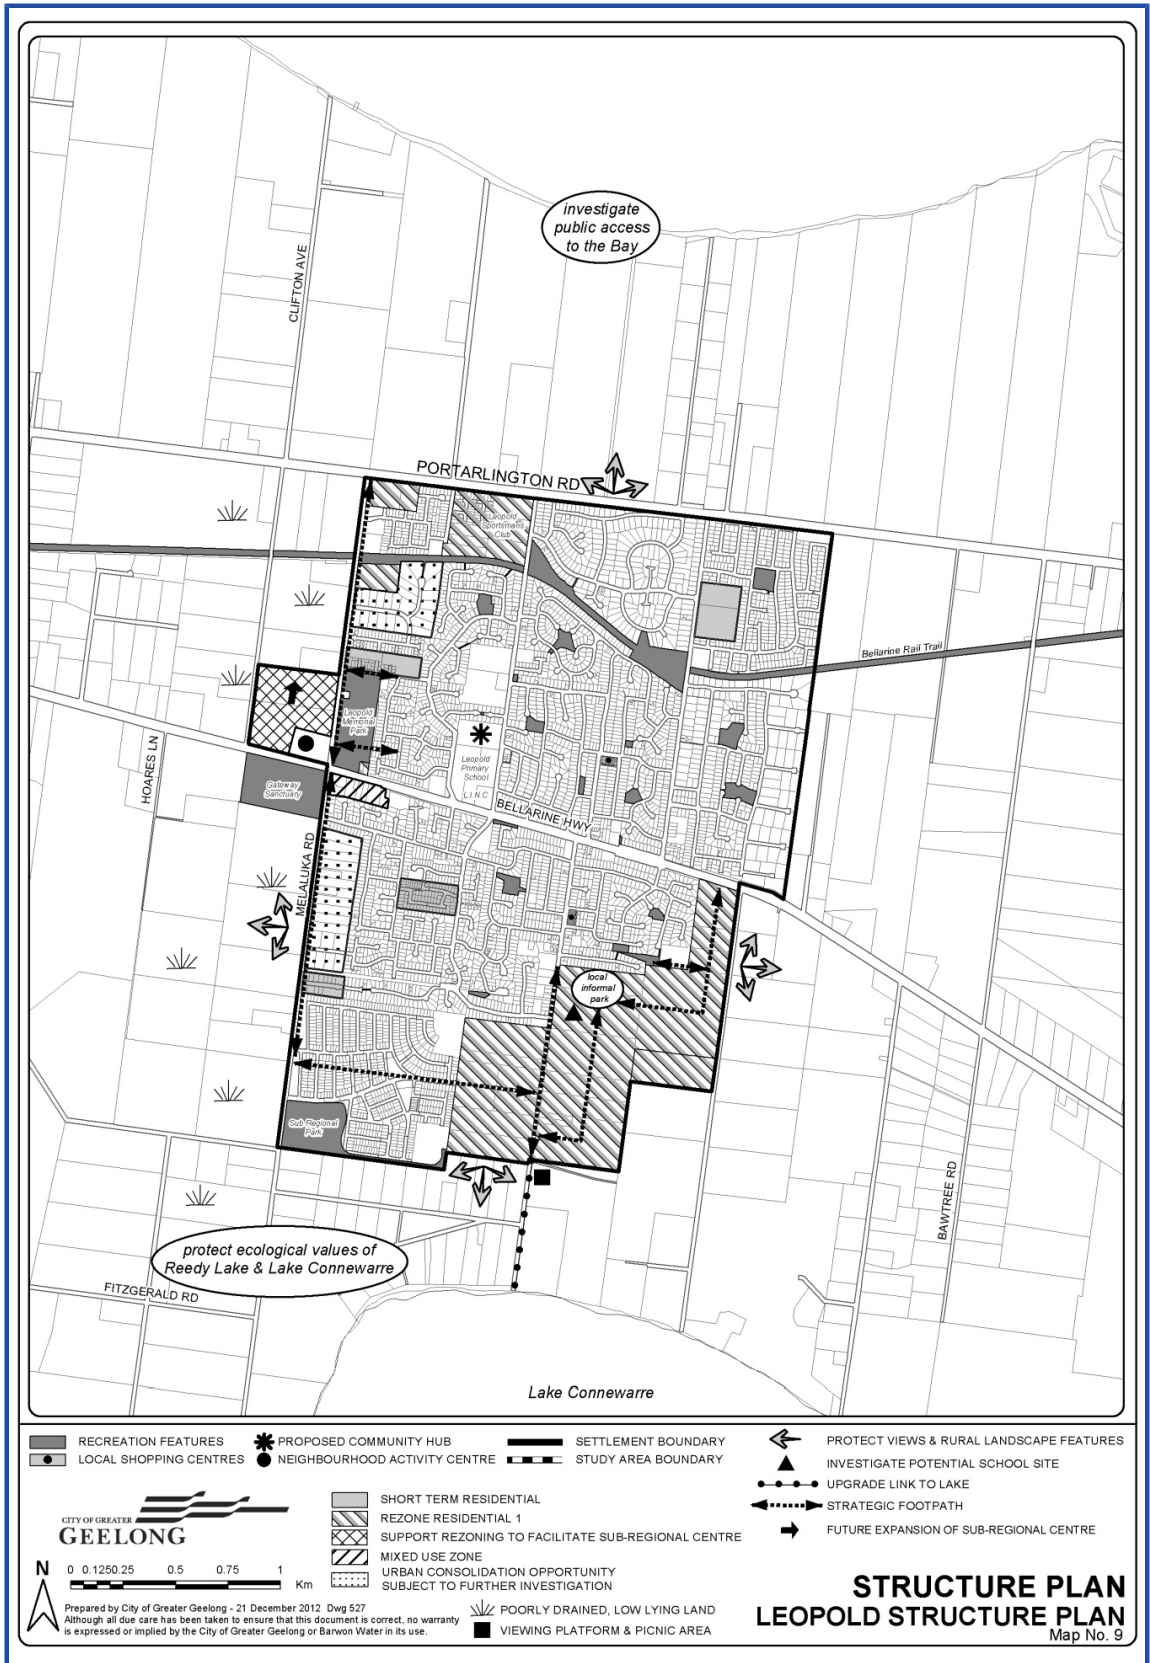 investigate
public access
to the Bay
CLIFTON AVE
PORTARLINGTON RD
Leopold
Sportsmans
Club
Bellarine Rail Trail
Leopold
Memorial
Park
HOARES LN
Leopold
Primary
School
L.I.N.C.
Gateway
Sanctuary
BELLARINE HWY
MELALUKA RD
local
informal
park
Sub Regional
Park
BAWTREE RD
protect ecological values of
Reedy Lake & Lake Connewarre
FITZGERALD RD
Lake Connewarre
RECREATION FEATURES
LOCAL SHOPPING CENTRES
PROPOSED COMMUNITY HUB
NEIGHBOURHOOD ACTIVITY CENTRE
SETTLEMENT BOUNDARY
STUDY AREA BOUNDARY
PROTECT VIEWS & RURAL LANDSCAPE FEATURES
INVESTIGATE POTENTIAL SCHOOL SITE
UPGRADE LINK TO LAKE
STRATEGIC FOOTPATH
FUTURE EXPANSION OF SUB-REGIONAL CENTRE
SHORT TERM RESIDENTIAL
REZONE RESIDENTIAL 1
SUPPORT REZONING TO FACILITATE SUB-REGIONAL CENTRE
MIXED USE ZONE
URBAN CONSOLIDATION OPPORTUNITY
SUBJECT TO FURTHER INVESTIGATION
POORLY DRAINED, LOW LYING LAND
VIEWING PLATFORM & PICNIC AREA
CITY OF GREATER
GEELONG
N
0 0.125 0.25 0.5 0.75 1
Km
Prepared by City of Greater Geelong - 21 December 2012 Dwg 527
Although all due care has been taken to ensure that this document is correct, no warranty
is expressed or implied by the City of Greater Geelong or Barwon Water in its use.
STRUCTURE PLAN
LEOPOLD STRUCTURE PLAN
Map No. 9